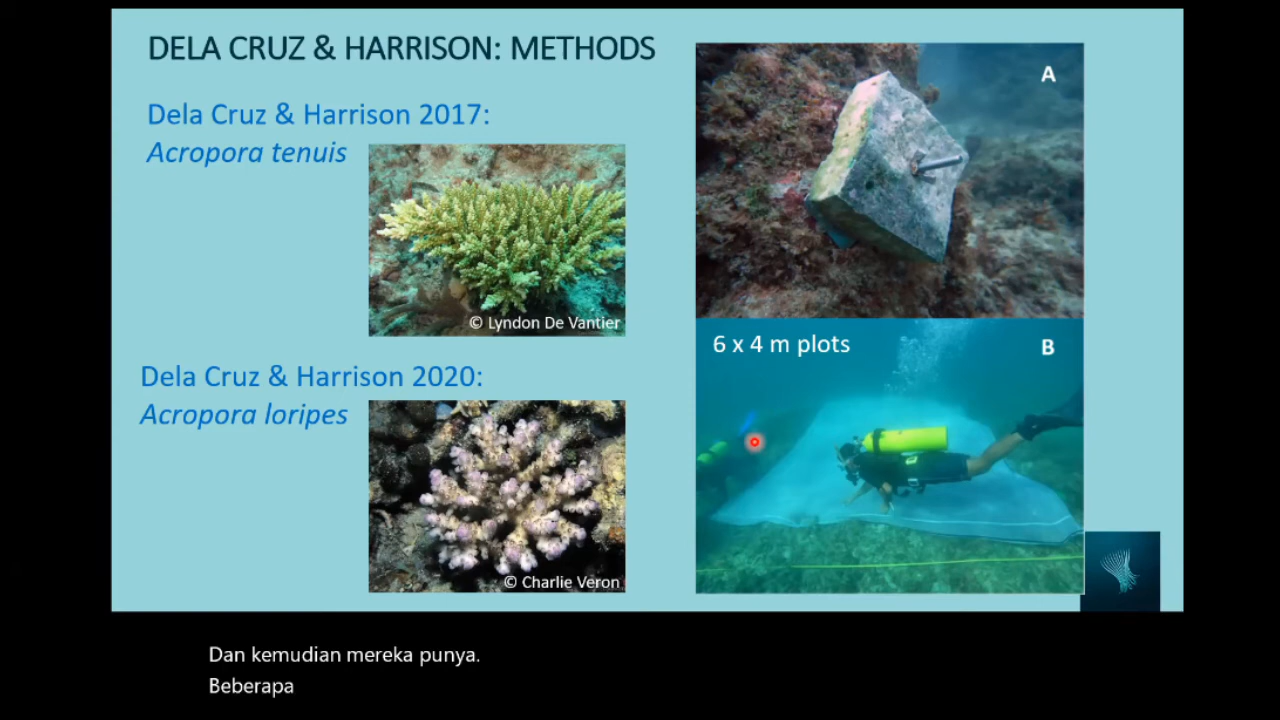 DELA CRUZ & HARRISON: METHODS
Dela Cruz & Harrison 2017:
Acropora tenuis
© Lyndon De Vantier
Dela Cruz & Harrison 2020:
Acropora loripes
© Charlie Veron
A
6 x 4 m plots
B
Dan kemudian mereka punya.
Beberapa